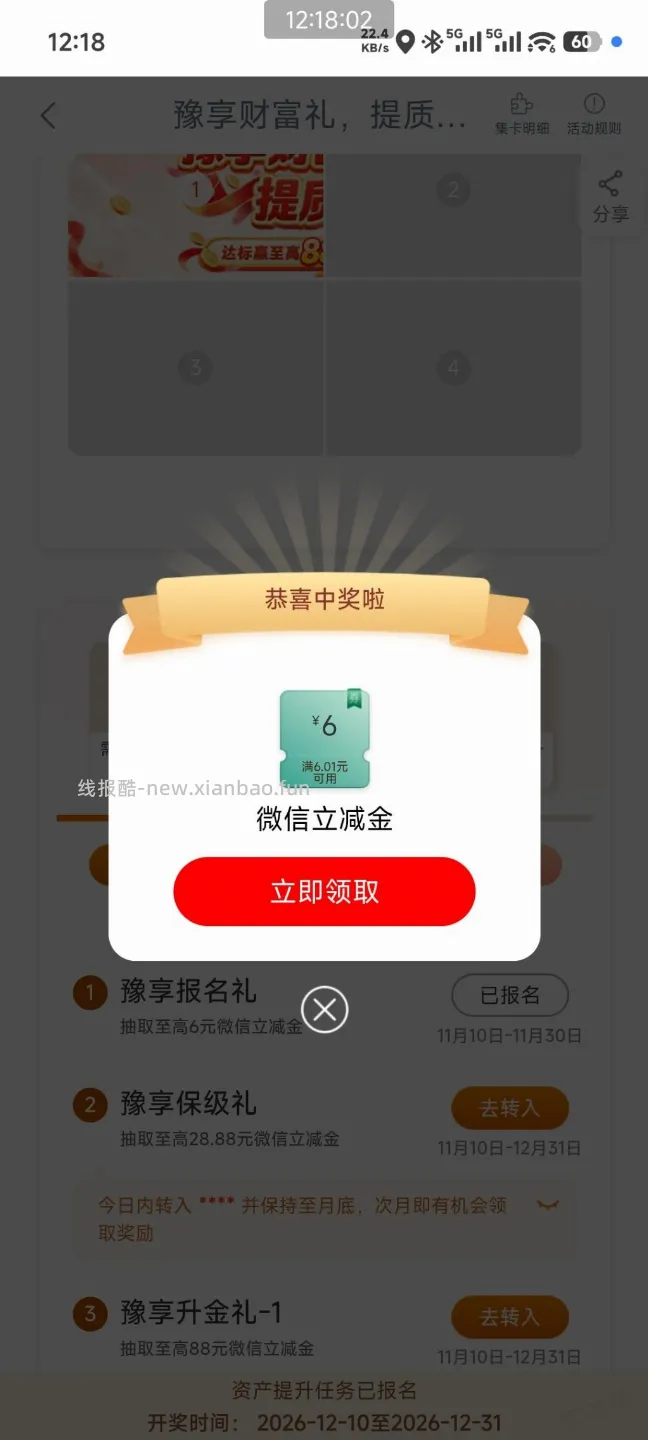 12:18:02
12:18
22.4
KB/s
5G
5G
6
60
豫享财富礼，提质...
集卡明细
活动规则
1
提质
达标赢至高8
2
分享
3
4
恭喜中奖啦
券
¥6
满6.01元
可用
线报酷-new.xianbao.fun
微信立减金
立即领取
1
豫享报名礼
已报名
抽取至高6元微信立减金
11月10日-11月30日
2
豫享保级礼
去转入
抽取至高28.88元微信立减金
11月10日-12月31日
今日内转入 **** 并保持至月底，次月即有机会领
取奖励
3
豫享升金礼-1
去转入
抽取至高88元微信立减金
11月10日-12月31日
资产提升任务已报名
开奖时间： 2026-12-10至2026-12-31